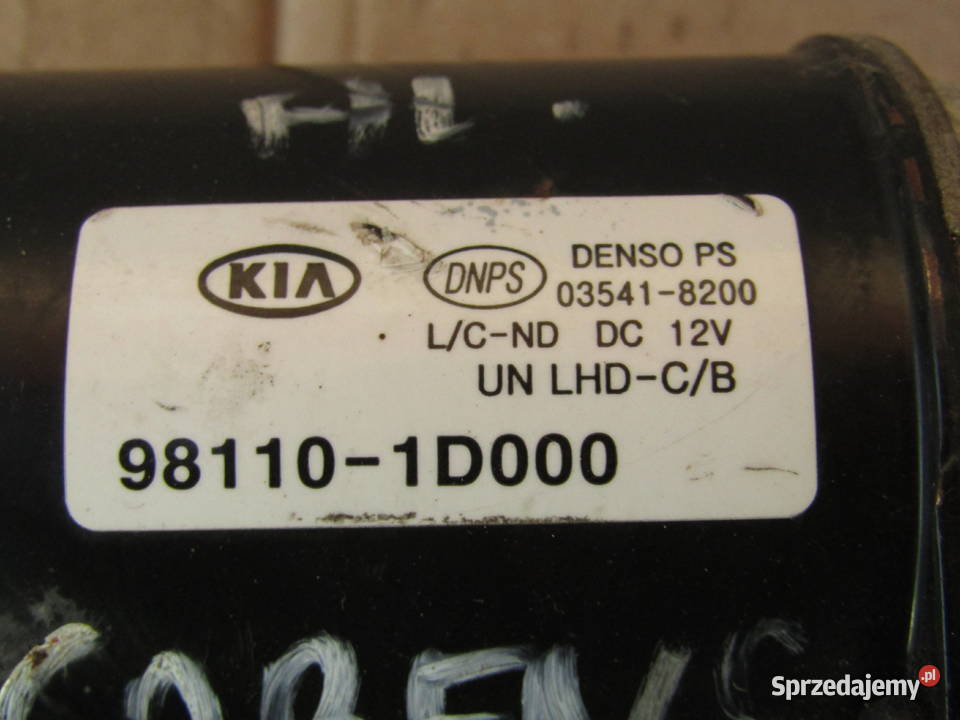 KIA DNPS DENSO PS
03541-8200
L/C-ND DC 12V
UN LHD-C/B
98110-1D000
Sprzedajemy.pl